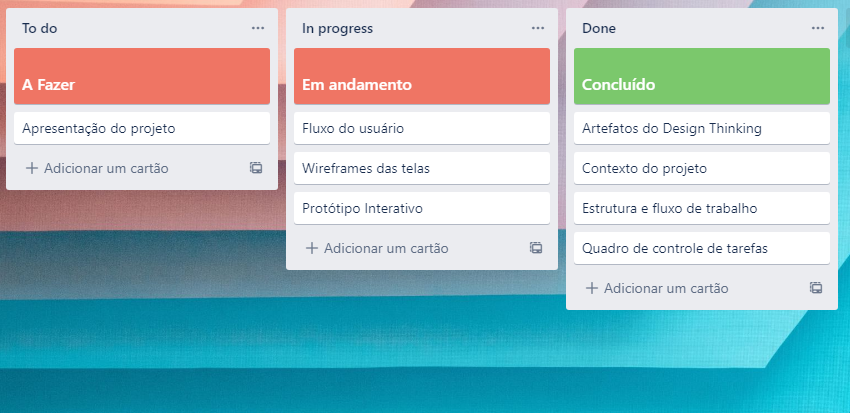 To do
A Fazer
Apresentação do projeto
Adicionar um cartão
In progress
Em andamento
Fluxo do usuário
Wireframes das telas
Protótipo Interativo
Adicionar um cartão
Done
Concluído
Artefatos do Design Thinking
Contexto do projeto
Estrutura e fluxo de trabalho
Quadro de controle de tarefas
Adicionar um cartão